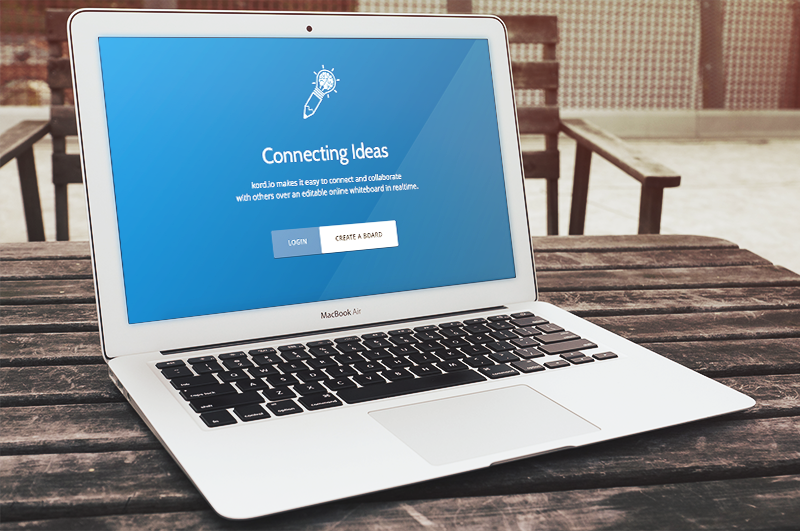 Connecting Ideas
kord.io makes it easy to connect and collaborate
with others over an editable online whiteboard in realtime.
LOGIN CREATE A BOARD
MacBook Air